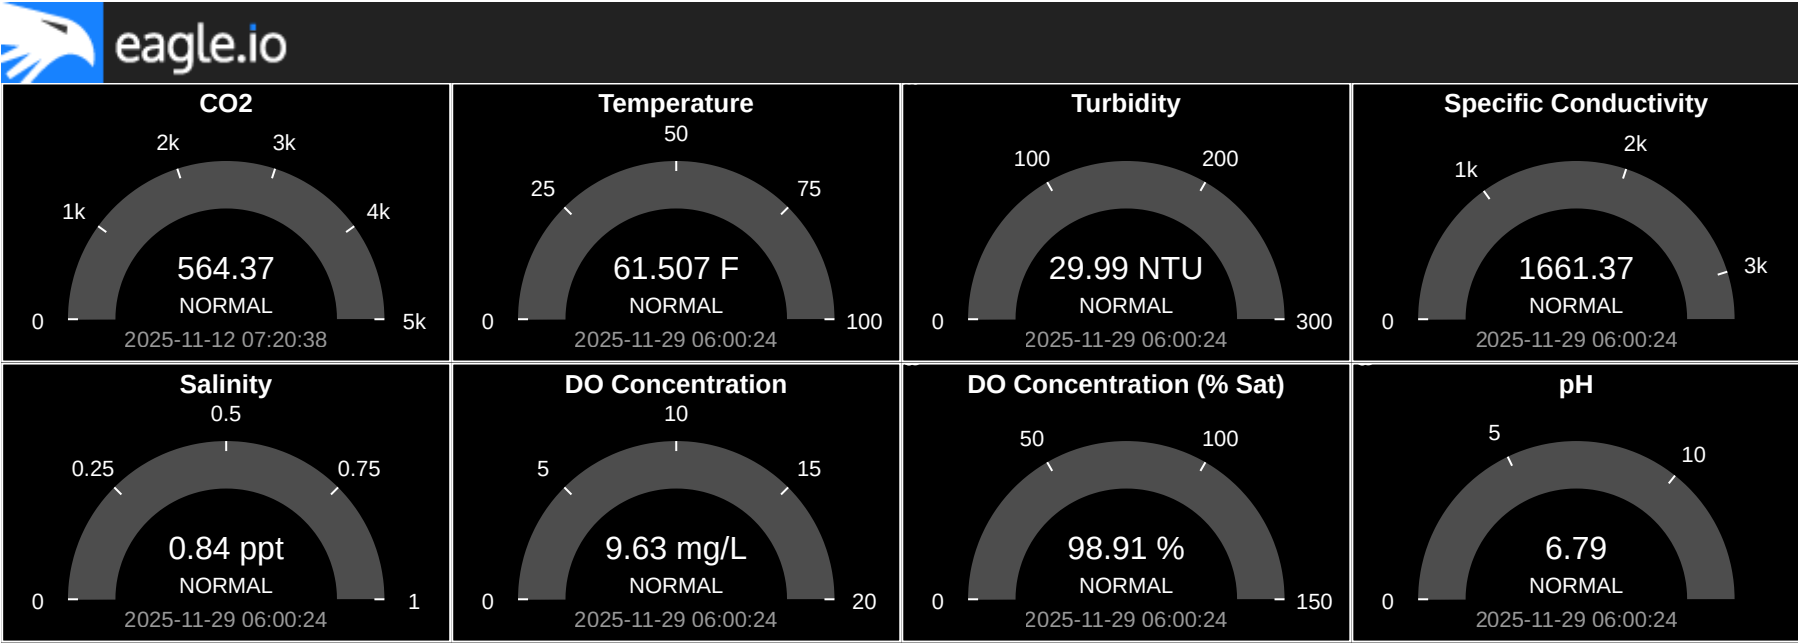 eagle.io
CO2
2k
3k
1k
4k
564.37
NORMAL
0
5k
2025-11-12 07:20:38
Temperature
50
25
75
61.507 F
NORMAL
0
100
2025-11-29 06:00:24
Turbidity
100
200
29.99 NTU
NORMAL
0
300
2025-11-29 06:00:24
Specific Conductivity
2k
1k
3k
1661.37
NORMAL
0
2025-11-29 06:00:24
Salinity
0.5
0.25
0.75
0.84 ppt
NORMAL
0
1
2025-11-29 06:00:24
DO Concentration
10
5
15
9.63 mg/L
NORMAL
0
20
2025-11-29 06:00:24
DO Concentration (% Sat)
50
100
98.91 %
NORMAL
0
150
2025-11-29 06:00:24
pH
5
10
6.79
NORMAL
0
2025-11-29 06:00:24